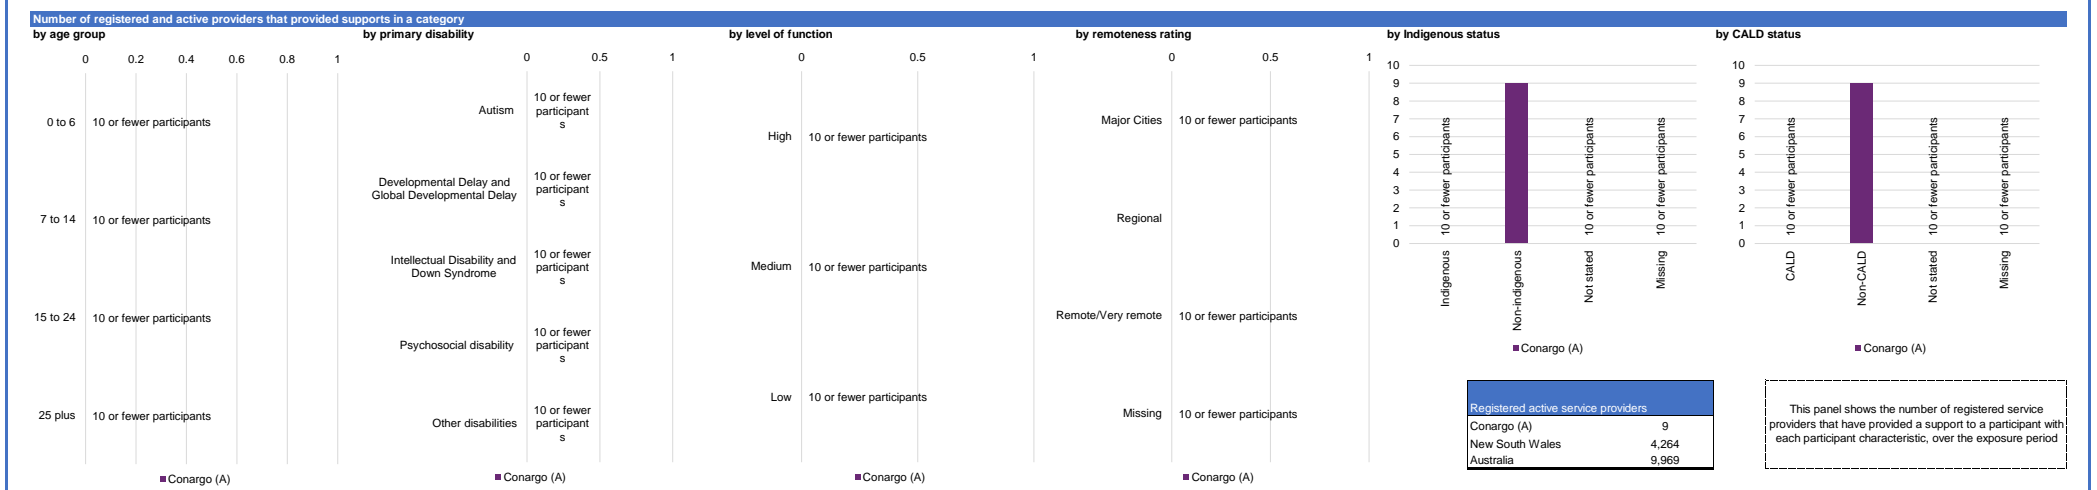 Number of registered and active providers that provided supports in a category
by age group
0 0.2 0.4 0.6 0.8 1
0 to 6 10 or fewer participants
7 to 14 10 or fewer participants
15 to 24 10 or fewer participants
25 plus 10 or fewer participants
Conargo (A)
by primary disability
0 0.5 1
Autism
10 or fewer
participant
s
Developmental Delay and
Global Developmental Delay
10 or fewer
participant
s
Intellectual Disability and
Down Syndrome
10 or fewer
participant
s
Psychosocial disability
10 or fewer
participant
s
Other disabilities
10 or fewer
participant
s
Conargo (A)
by level of function
0 0.5 1
High 10 or fewer participants
Medium 10 or fewer participants
Low 10 or fewer participants
Conargo (A)
by remoteness rating
0 0.5 1
Major Cities 10 or fewer participants
Regional
Remote/Very remote 10 or fewer participants
Missing 10 or fewer participants
Conargo (A)
by Indigenous status
10
9
8
7
6
5
4
3
2
1
0
10 or fewer participants
10 or fewer participants
10 or fewer participants
Indigenous
Non-indigenous
Not stated
Missing
Conargo (A)
by CALD status
10
9
8
7
6
5
4
3
2
1
0
10 or fewer participants
10 or fewer participants
10 or fewer participants
CALD
Non-CALD
Not stated
Missing
Conargo (A)
Registered active service providers
Conargo (A) 9
New South Wales 4,264
Australia 9,969
This panel shows the number of registered service
providers that have provided a support to a participant with
each participant characteristic, over the exposure period